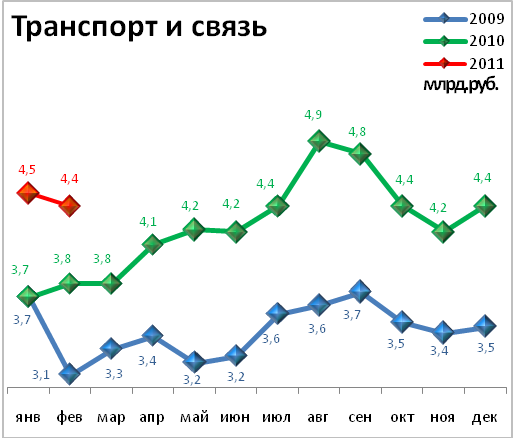 Транспорт и связь
2009
2010
2011
млрд.руб.
4,5 4,4
3,7 3,8 3,8 4,1 4,2 4,2 4,4 4,9 4,8 4,4 4,2 4,4
3,7 3,1 3,3 3,4 3,2 3,2 3,6 3,6 3,7 3,5 3,4 3,5
янв фев мар апр май июн июл авг сен окт ноя дек